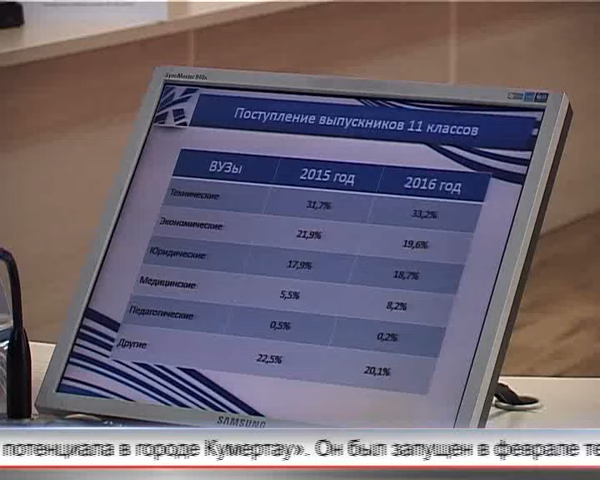 SyncMaster 940n
Поступление выпускников 11 классов
ВУЗы 2015 год 2016 год
Технические 31,7% 33,2%
Экономические 21,9% 19,6%
Юридические 17,9% 18,7%
Медицинские 5,5% 8,2%
Педагогические 0,5% 0,2%
Другие 22,5% 20,1%
SAMSUNG
потенциала в городе Кумертау». Он был запущен в феврале те